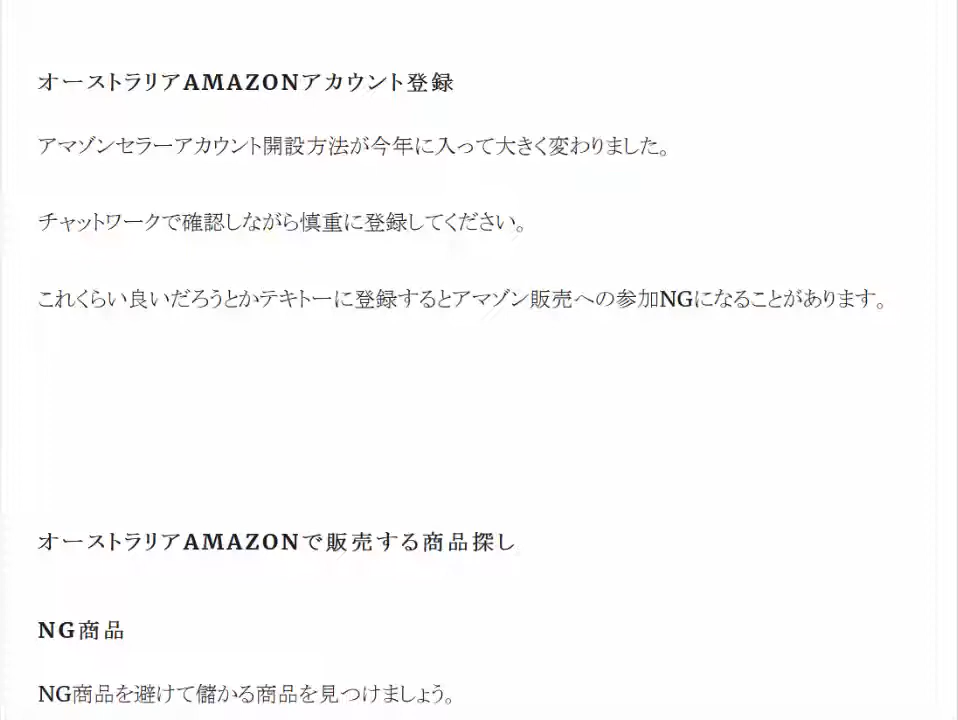 オーストラリアAMAZONアカウント登録
アマゾンセラーアカウント開設方法が今年に入って大きく変わりました。
チャットワークで確認しながら慎重に登録してください。
これくらい良いだろうとかテキトーに登録するとアマゾン販売への参加NGになることがあります。
オーストラリアAMAZONで販売する商品探し
NG商品
NG商品を避けて儲かる商品を見つけましょう。